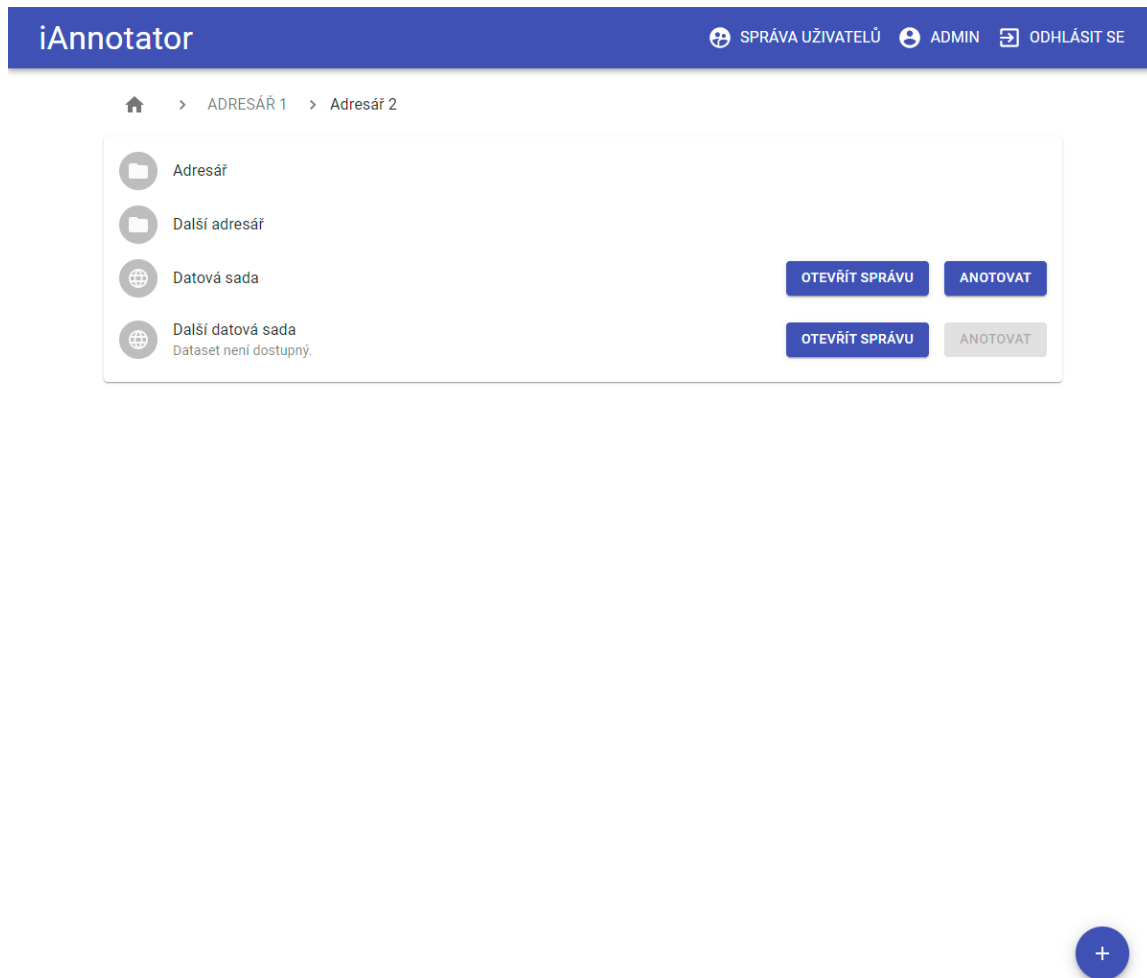 iAnnotator SPRÁVA UŽIVATELŮ ADMIN ODHLÁSIT SE
> ADRESÁŘ 1 > Adresář 2
Adresář
Další adresář
Datová sada OTEVŘÍT SPRÁVU ANOTOVAT
Další datová sada
Dataset není dostupný. OTEVŘÍT SPRÁVU ANOTOVAT
+